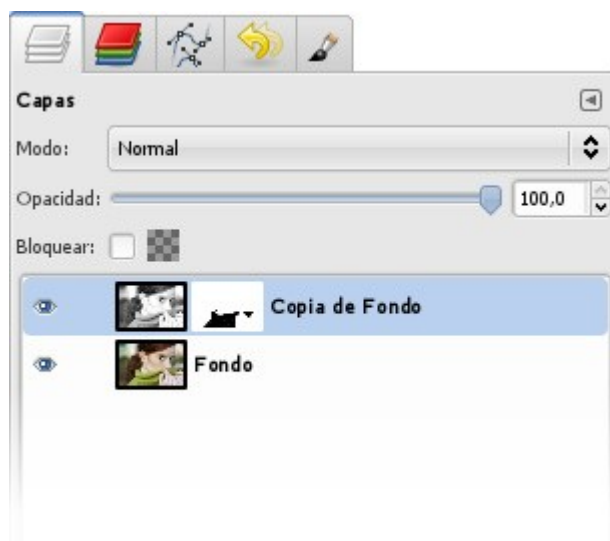 Capas
Modo: Normal
Opacidad: 100,0
Bloquear:
Copia de Fondo
Fondo